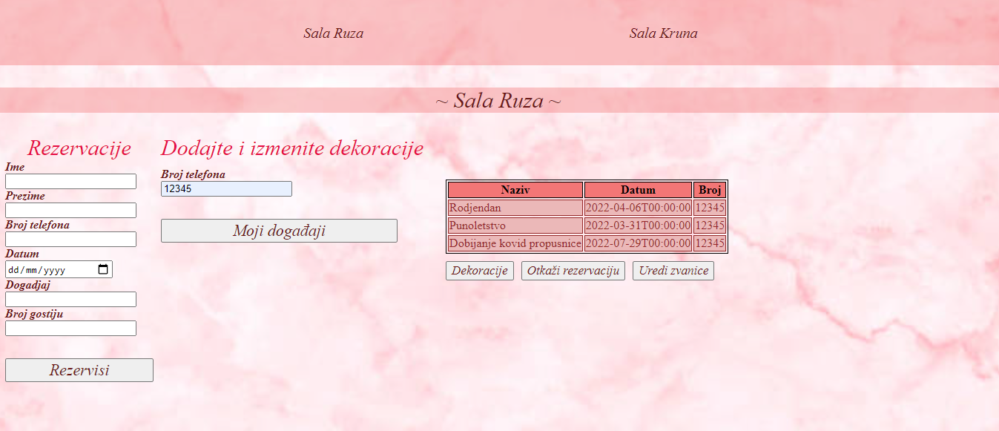 Sala Ruza Sala Kruna
~ Sala Ruza ~
Rezervacije
Ime
Prezime
Broj telefona
Datum
dd/mm/yyyy
Dogadjaj
Broj gostiju
Rezervisi
Dodajte i izmenite dekoracije
Broj telefona
12345
Moji događaji
Naziv Datum Broj
Rodjendan 2022-04-06T00:00:00 12345
Punoletstvo 2022-03-31T00:00:00 12345
Dobijanje kovid propusnice 2022-07-29T00:00:00 12345
Dekoracije Otkaži rezervaciju Uredi zvanice